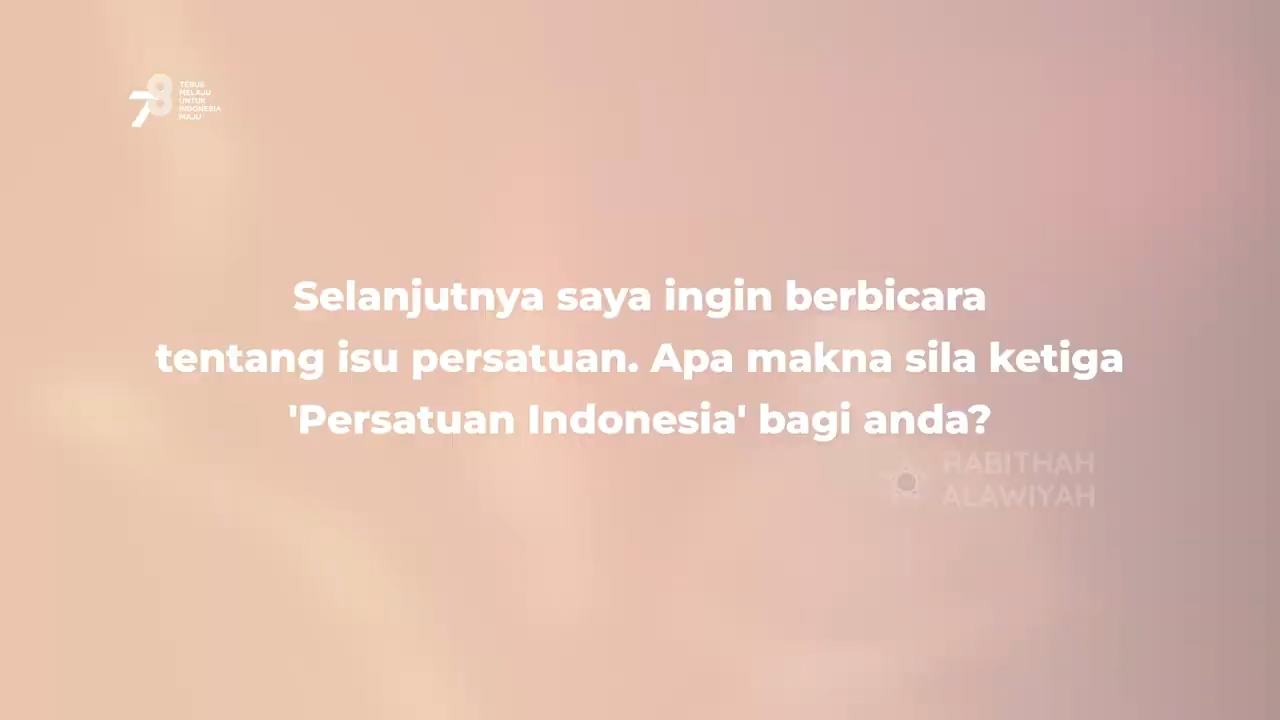 78
TERUS
MELAJU
UNTUK
INDONESIA
MAJU
Selanjutnya saya ingin berbicara
tentang isu persatuan. Apa makna sila ketiga
'Persatuan Indonesia' bagi anda?
RABITHAH
ALAWIYAH